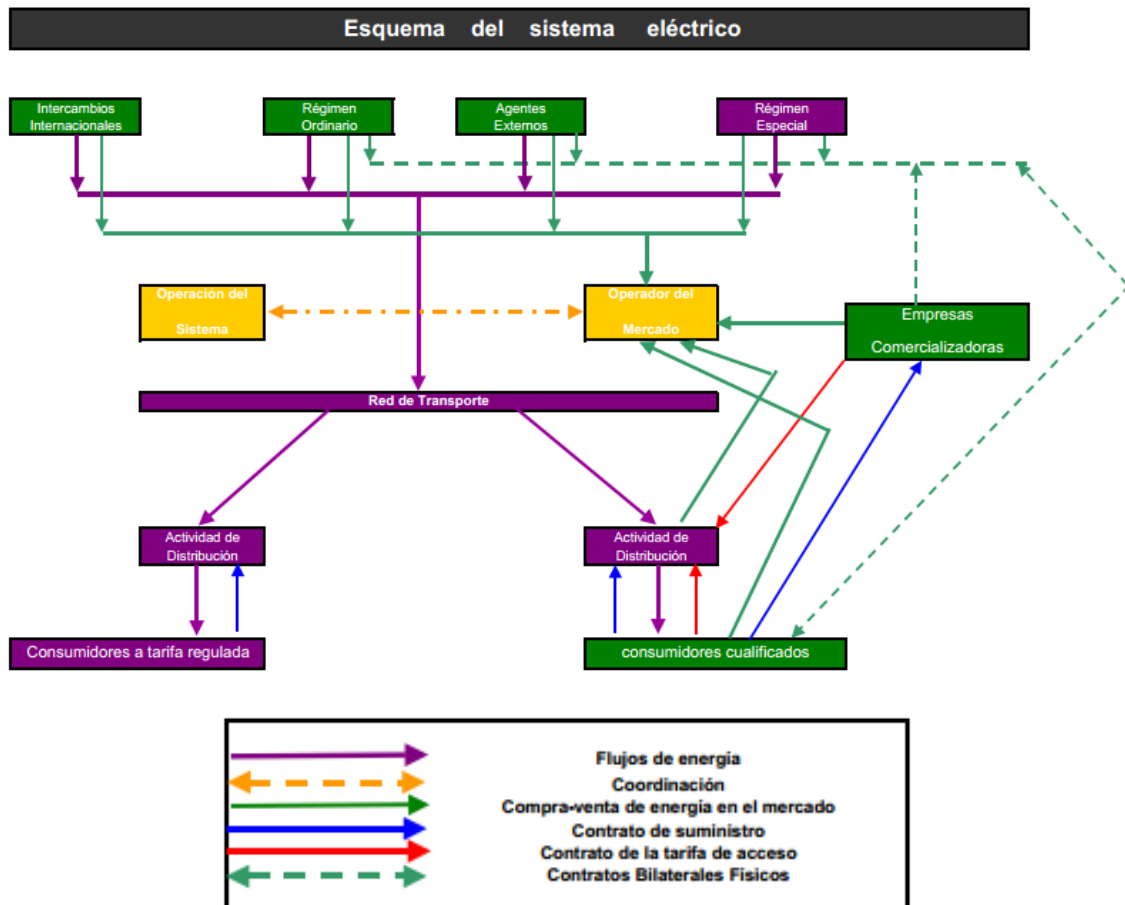 Esquema del sistema eléctrico
Intercambios
Internacionales
Régimen
Ordinario
Agentes
Externos
Régimen
Especial
Operación del
Sistema
Operador del
Mercado
Empresas
Comercializadoras
Red de Transporte
Actividad de
Distribución
Actividad de
Distribución
Consumidores a tarifa regulada
consumidores cualificados
Flujos de energía
Coordinación
Compra-venta de energía en el mercado
Contrato de suministro
Contrato de la tarifa de acceso
Contratos Bilaterales Físicos